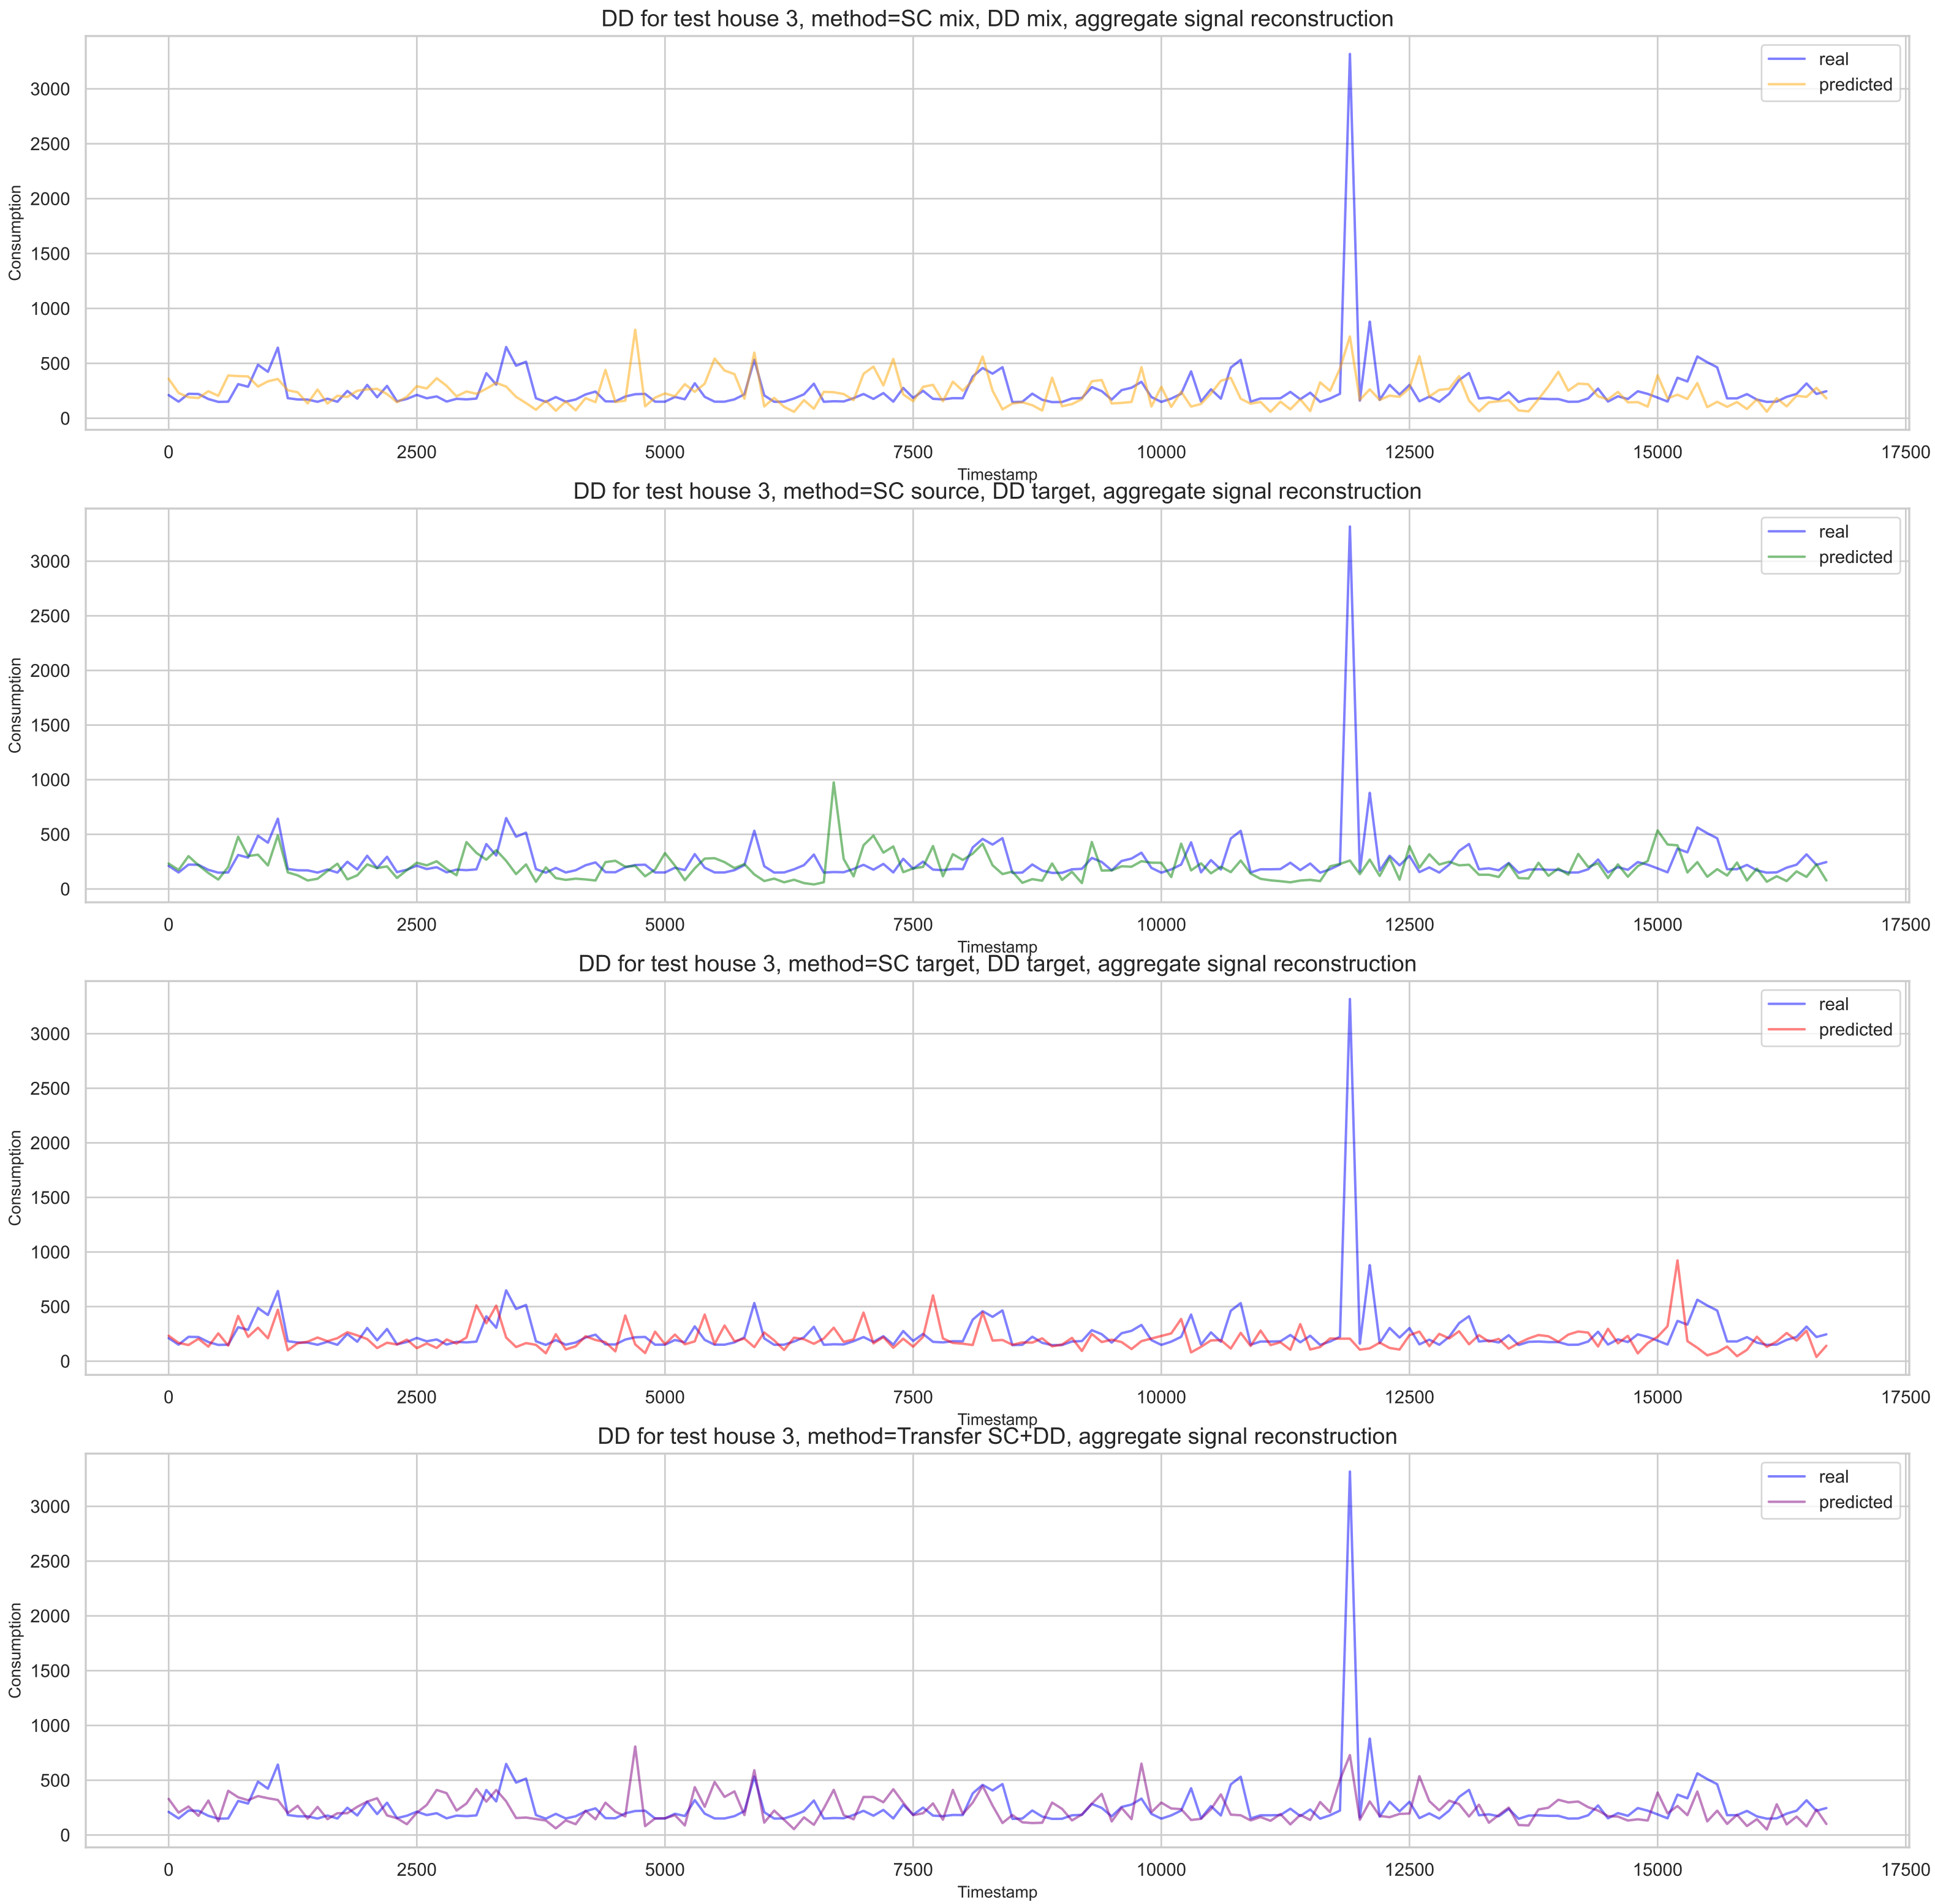 DD for test house 3, method=SC mix, DD mix, aggregate signal reconstruction
real
predicted
3000
2500
2000
1500
1000
500
0
Consumption
0 2500 5000 7500 10000 12500 15000 17500
Timestamp
DD for test house 3, method=SC source, DD target, aggregate signal reconstruction
real
predicted
3000
2500
2000
1500
1000
500
0
Consumption
0 2500 5000 7500 10000 12500 15000 17500
Timestamp
DD for test house 3, method=SC target, DD target, aggregate signal reconstruction
real
predicted
3000
2500
2000
1500
1000
500
0
Consumption
0 2500 5000 7500 10000 12500 15000 17500
Timestamp
DD for test house 3, method=Transfer SC+DD, aggregate signal reconstruction
real
predicted
3000
2500
2000
1500
1000
500
0
Consumption
0 2500 5000 7500 10000 12500 15000 17500
Timestamp